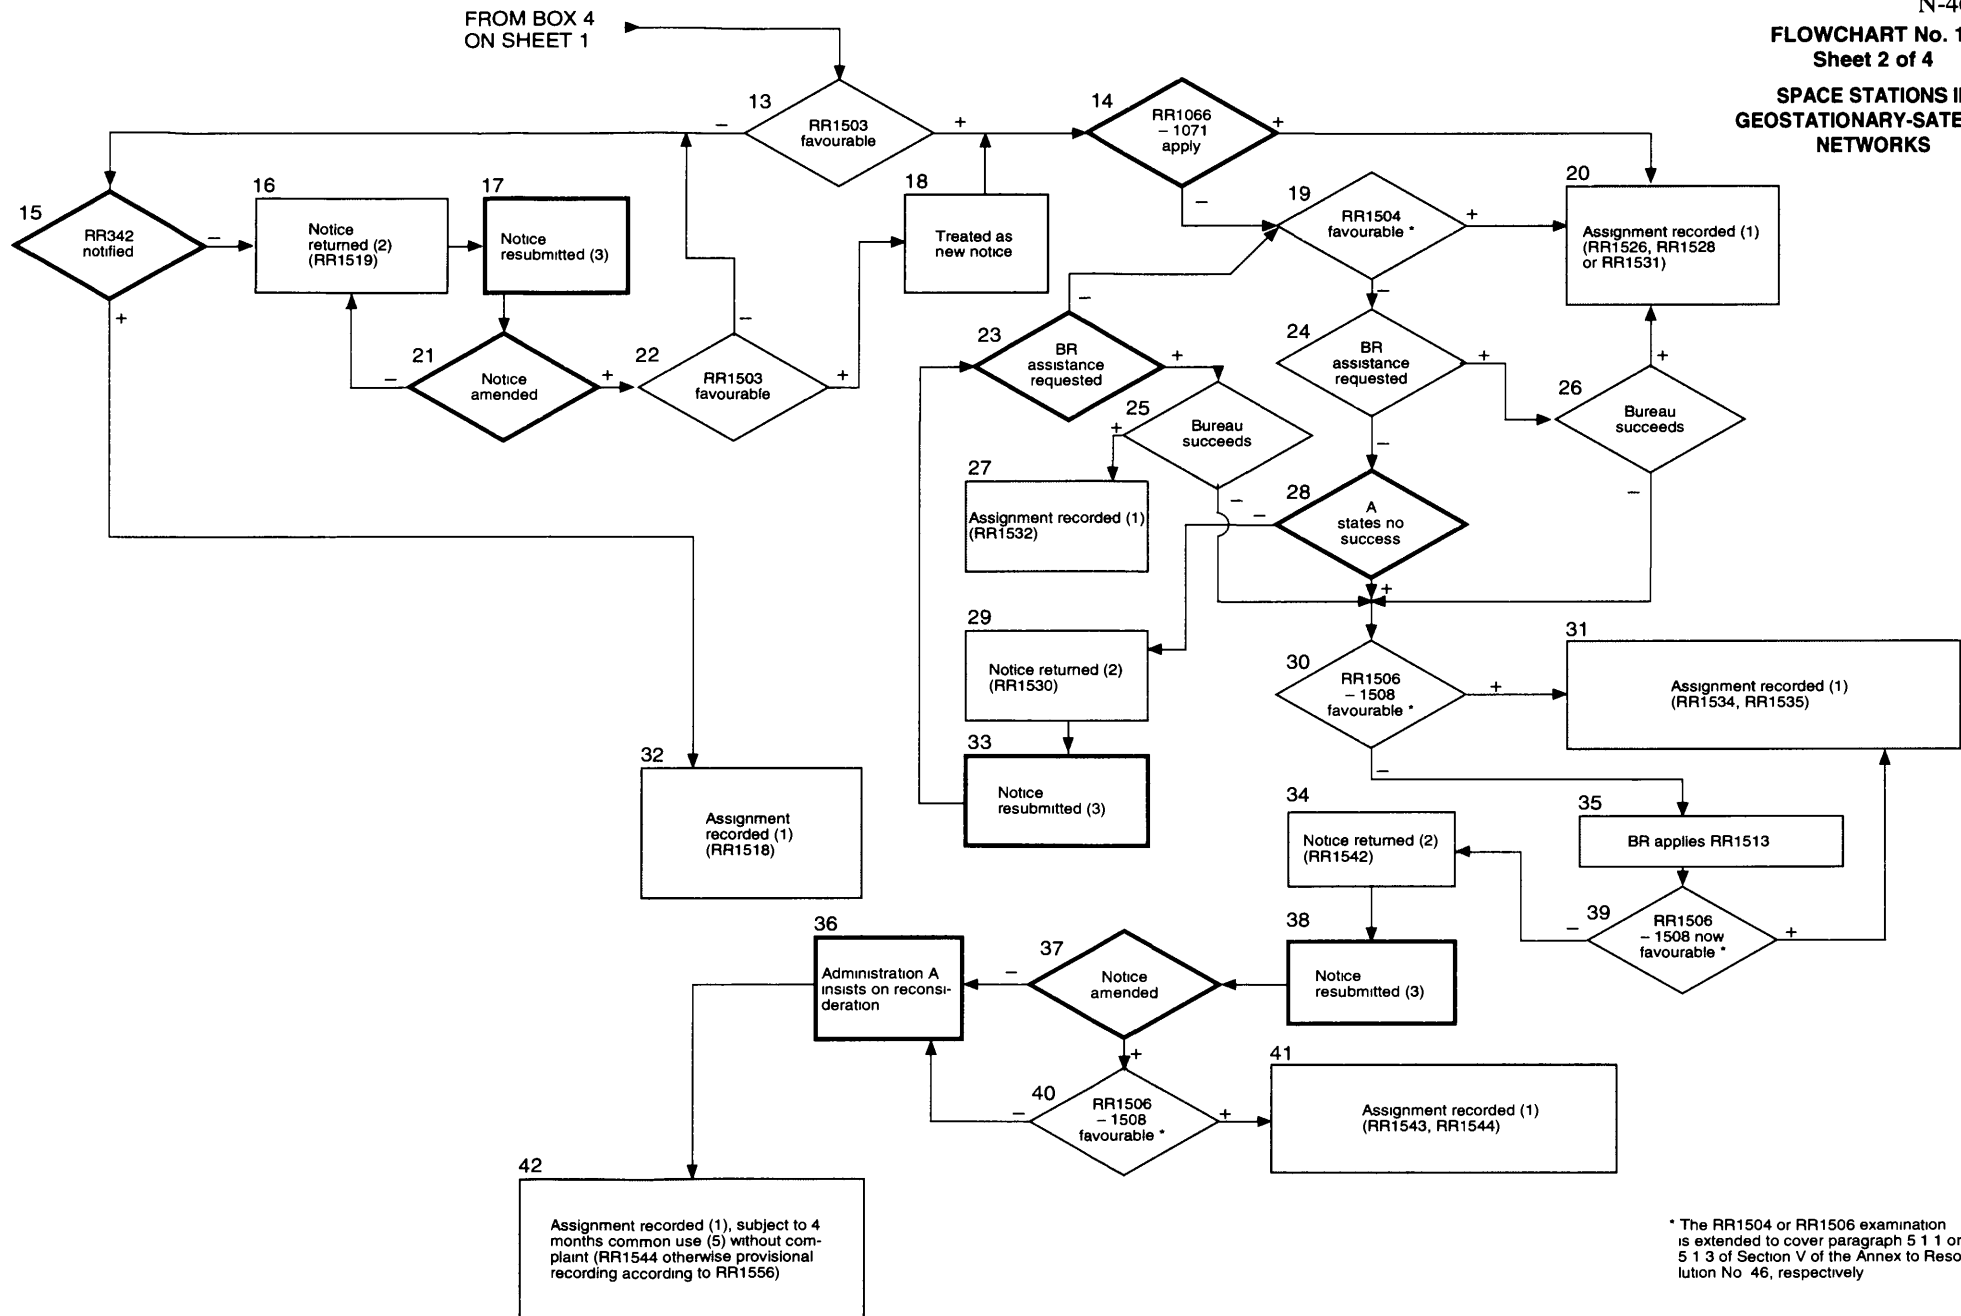 N-4
FLOWCHART No. 1
Sheet 2 of 4
SPACE STATIONS I
GEOSTATIONARY-SATE
NETWORKS
FROM BOX 4
ON SHEET 1
13
RR1503
favourable
–
+
14
RR1066
– 1071
apply
+
–
15
RR342
notified
–
+
16
Notice
returned (2)
(RR1519)
17
Notice
resubmitted (3)
18
Treated as
new notice
19
RR1504
favourable *
+
–
20
Assignment recorded (1)
(RR1526, RR1528
or RR1531)
21
Notice
amended
–
+
22
RR1503
favourable
–
+
23
BR
assistance
requested
–
+
24
BR
assistance
requested
+
–
25
Bureau
succeeds
+
–
26
Bureau
succeeds
+
–
27
Assignment recorded (1)
(RR1532)
28
A
states no
success
–
+
29
Notice returned (2)
(RR1530)
30
RR1506
– 1508
favourable *
+
–
31
Assignment recorded (1)
(RR1534, RR1535)
32
Assignment
recorded (1)
(RR1518)
33
Notice
resubmitted (3)
34
Notice returned (2)
(RR1542)
35
BR applies RR1513
36
Administration A
insists on reconsi-
deration
37
Notice
amended
–
+
38
Notice
resubmitted (3)
39
RR1506
– 1508 now
favourable *
–
+
40
RR1506
– 1508
favourable *
–
+
41
Assignment recorded (1)
(RR1543, RR1544)
42
Assignment recorded (1), subject to 4
months common use (5) without com-
plaint (RR1544 otherwise provisional
recording according to RR1556)
* The RR1504 or RR1506 examination
is extended to cover paragraph 5 1 1 or
5 1 3 of Section V of the Annex to Reso
lution No 46, respectively